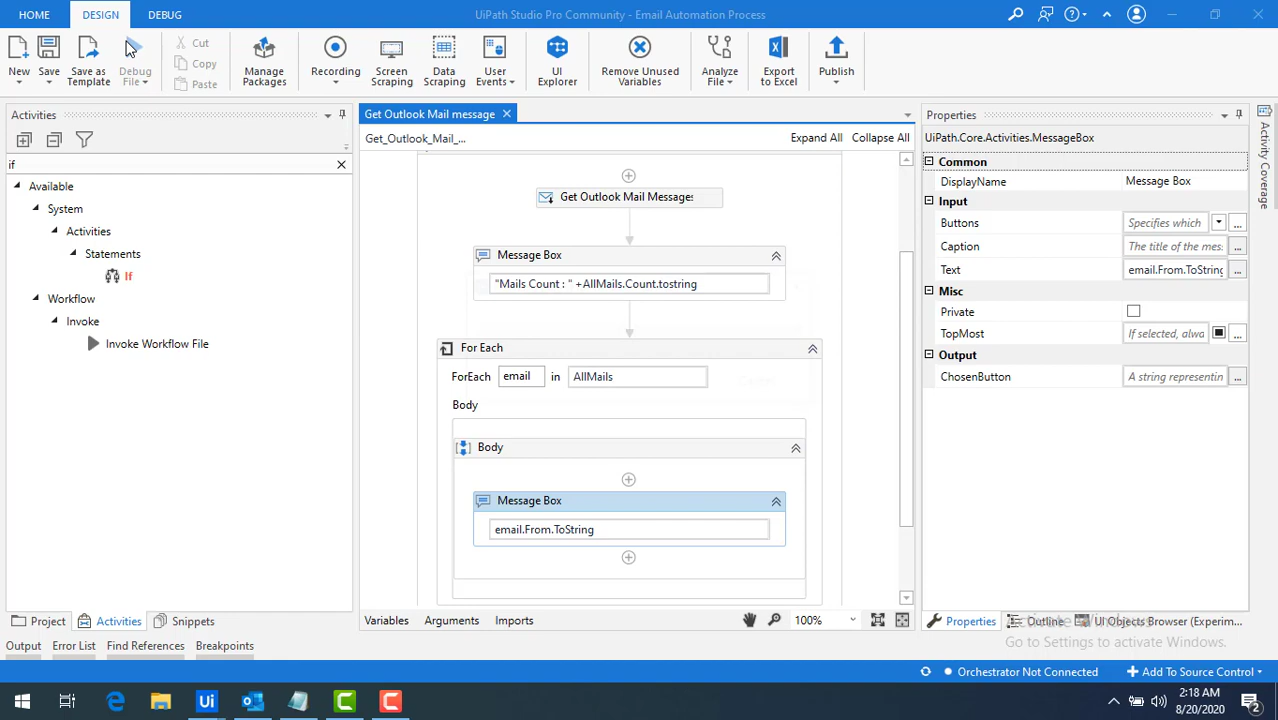 HOME DESIGN DEBUG UiPath Studio Pro Community - Email Automation Process
New Save Save as Template Debug File Cut Copy Paste Manage Packages Recording Screen Scraping Data Scraping User Events UI Explorer Remove Unused Variables Analyze File Export to Excel Publish
Activities
if
Available
System
Activities
Statements
If
Workflow
Invoke
Invoke Workflow File
Project Activities Snippets
Get Outlook Mail message
Get_Outlook_Mail_... Expand All Collapse All
Get Outlook Mail Messages
Message Box
"Mails Count : " +AllMails.Count.tostring
For Each
ForEach email in AllMails
Body
Body
Message Box
email.From.ToString
Variables Arguments Imports 100%
Properties
UiPath.Core.Activities.MessageBox
Common
DisplayName Message Box
Input
Buttons Specifies which ...
Caption The title of the mes ...
Text email.From.ToString ...
Misc
Private
TopMost If selected, alwa ...
Output
ChosenButton A string representin ...
Properties Outline UI Objects Browser (Experim...
Activity Coverage
Activate Windows
Go to Settings to activate Windows.
Output Error List Find References Breakpoints
Orchestrator Not Connected Add To Source Control
Ui
2:18 AM
8/20/2020
2